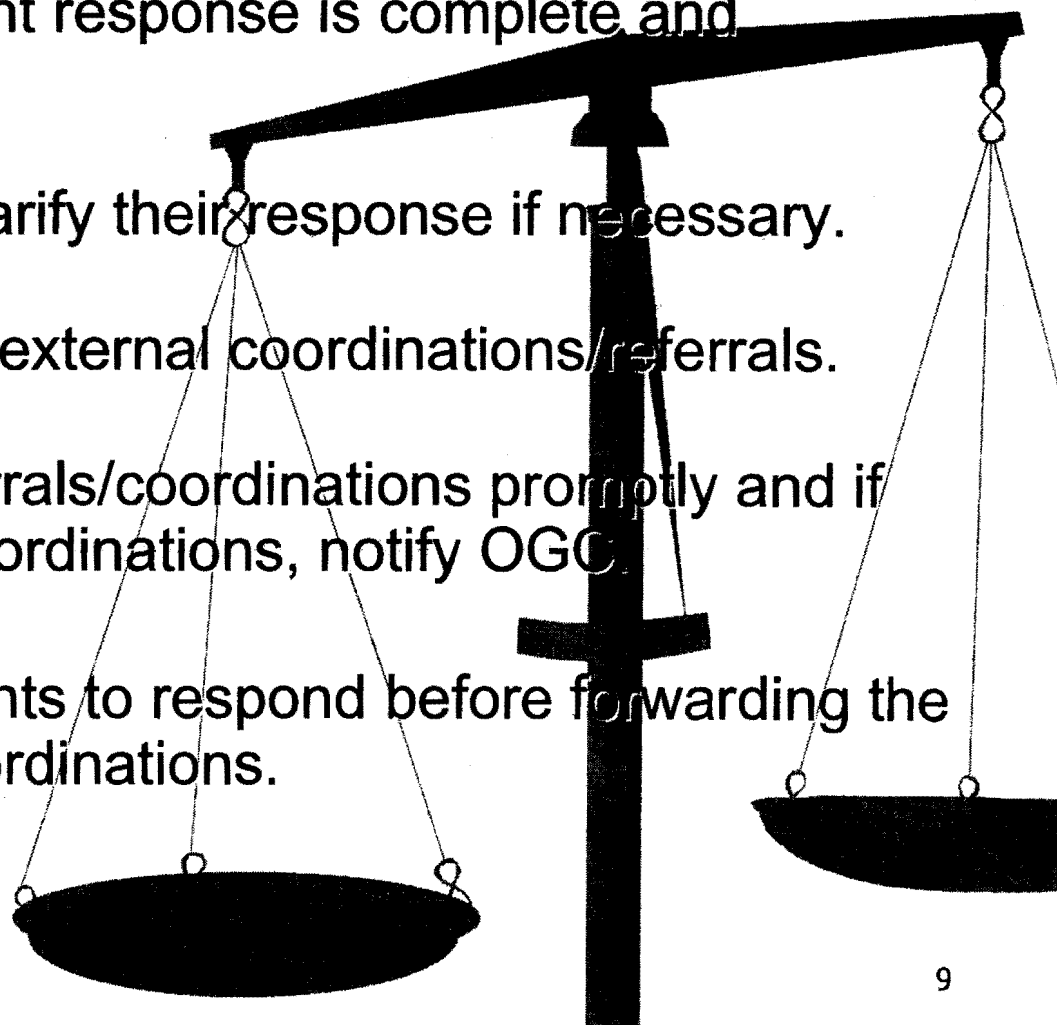 nt response is complete and
arify their response if necessary.
external coordinations/referrals.
rrals/coordinations promptly and if
ordinations, notify OGC.
nts to respond before forwarding the
rdinations.
9